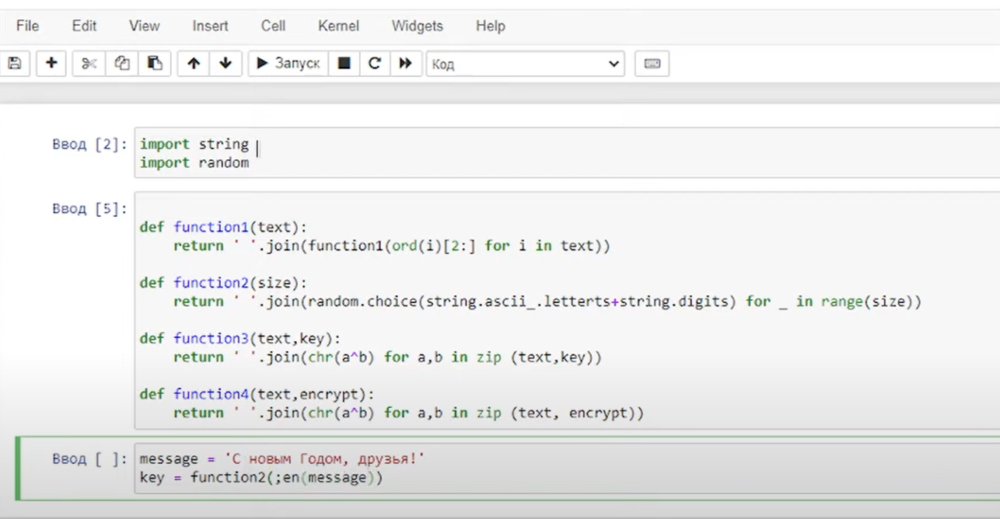 File Edit View Insert Cell Kernel Widgets Help
Запуск Код
Ввод [2]: import string
import random
Ввод [5]:
def function1(text):
return ' '.join(function1(ord(i)[2:] for i in text))
def function2(size):
return ' '.join(random.choice(string.ascii_.letterts+string.digits) for _ in range(size))
def function3(text,key):
return ' '.join(chr(a^b) for a,b in zip (text,key))
def function4(text,encrypt):
return ' '.join(chr(a^b) for a,b in zip (text, encrypt))
Ввод [ ]: message = 'С новым Годом, друзья!'
key = function2(;en(message))